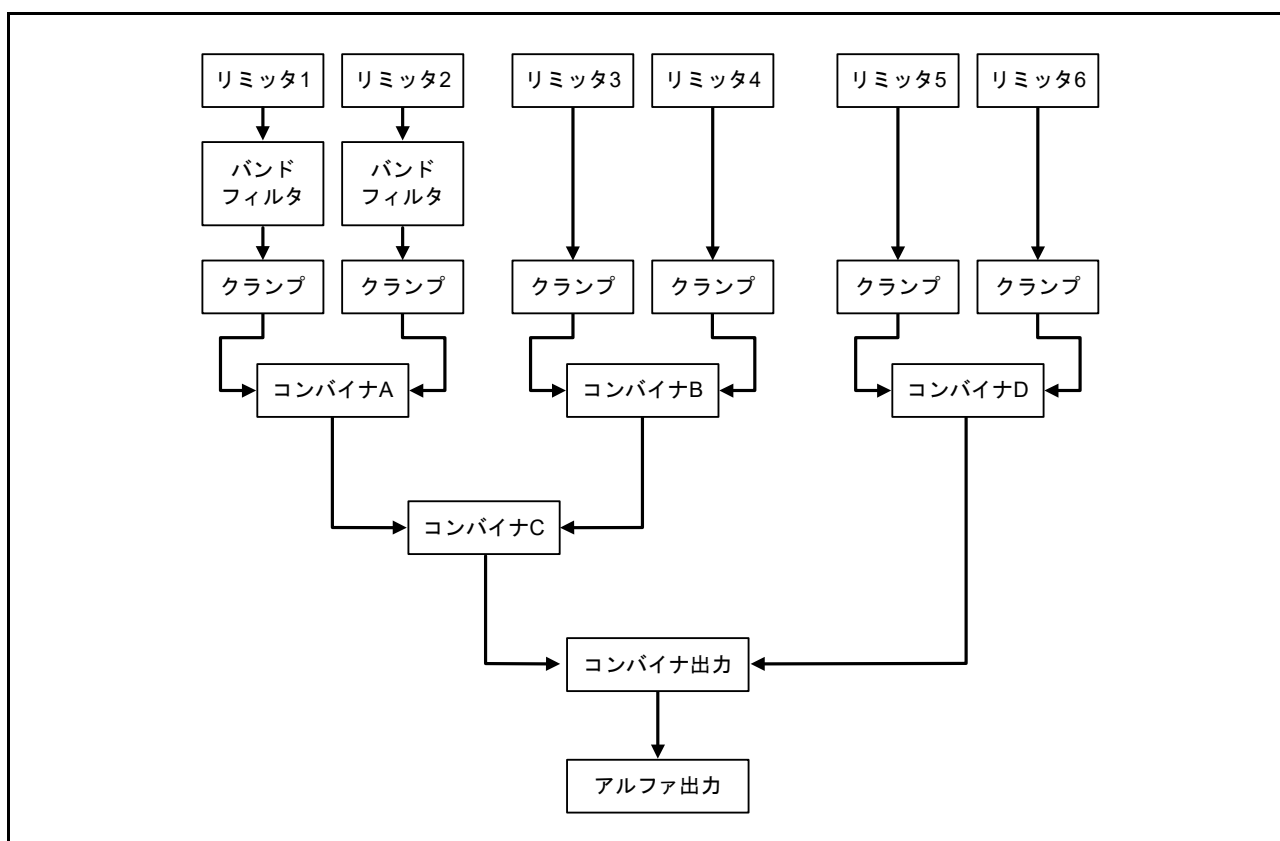 リミッタ1
リミッタ2
リミッタ3
リミッタ4
リミッタ5
リミッタ6
バンド
フィルタ
バンド
フィルタ
クランプ
クランプ
クランプ
クランプ
クランプ
クランプ
コンバイナA
コンバイナB
コンバイナD
コンバイナC
コンバイナ出力
アルファ出力